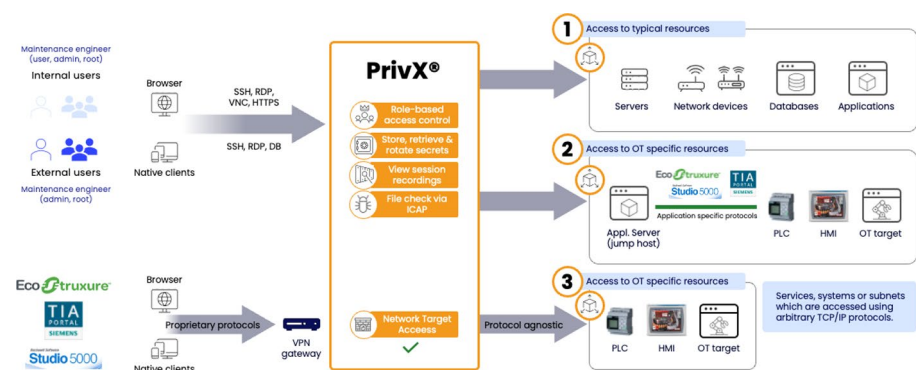 Maintenance engineer
(user, admin, root)
Internal users
External users
Maintenance engineer
(admin, root)
Browser
Native clients
SSH, RDP,
VNC, HTTPS
SSH, RDP, DB
PrivX®
Role-based
access control
Store, retrieve &
rotate secrets
View session
recordings
File check via
ICAP
Network Target
Acceess
1
Access to typical resources
Servers
Network devices
Databases
Applications
2
Access to OT specific resources
EcoStruxure
Studio 5000
TIA
PORTAL
SIEMENS
Application specific protocols
Appl. Server
(jump host)
PLC
HMI
OT target
EcoStruxure
TIA
PORTAL
SIEMENS
Studio 5000
Browser
Native clients
Proprietary protocols
VPN
gateway
Protocol agnostic
3
Access to OT specific resources
PLC
HMI
OT target
Services, systems or subnets
which are accessed using
arbitrary TCP/IP protocols.